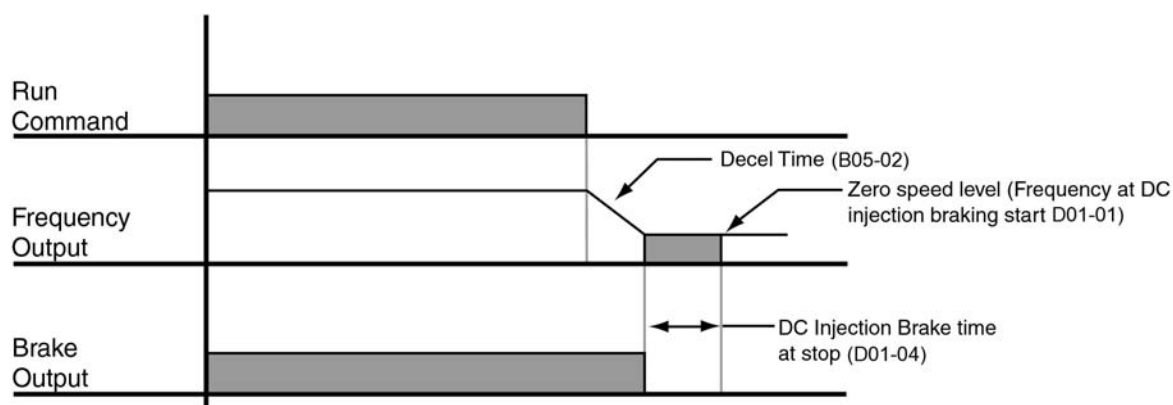 Run
Command
Decel Time (B05-02)
Zero speed level (Frequency at DC
injection braking start D01-01)
Frequency
Output
DC Injection Brake time
at stop (D01-04)
Brake
Output